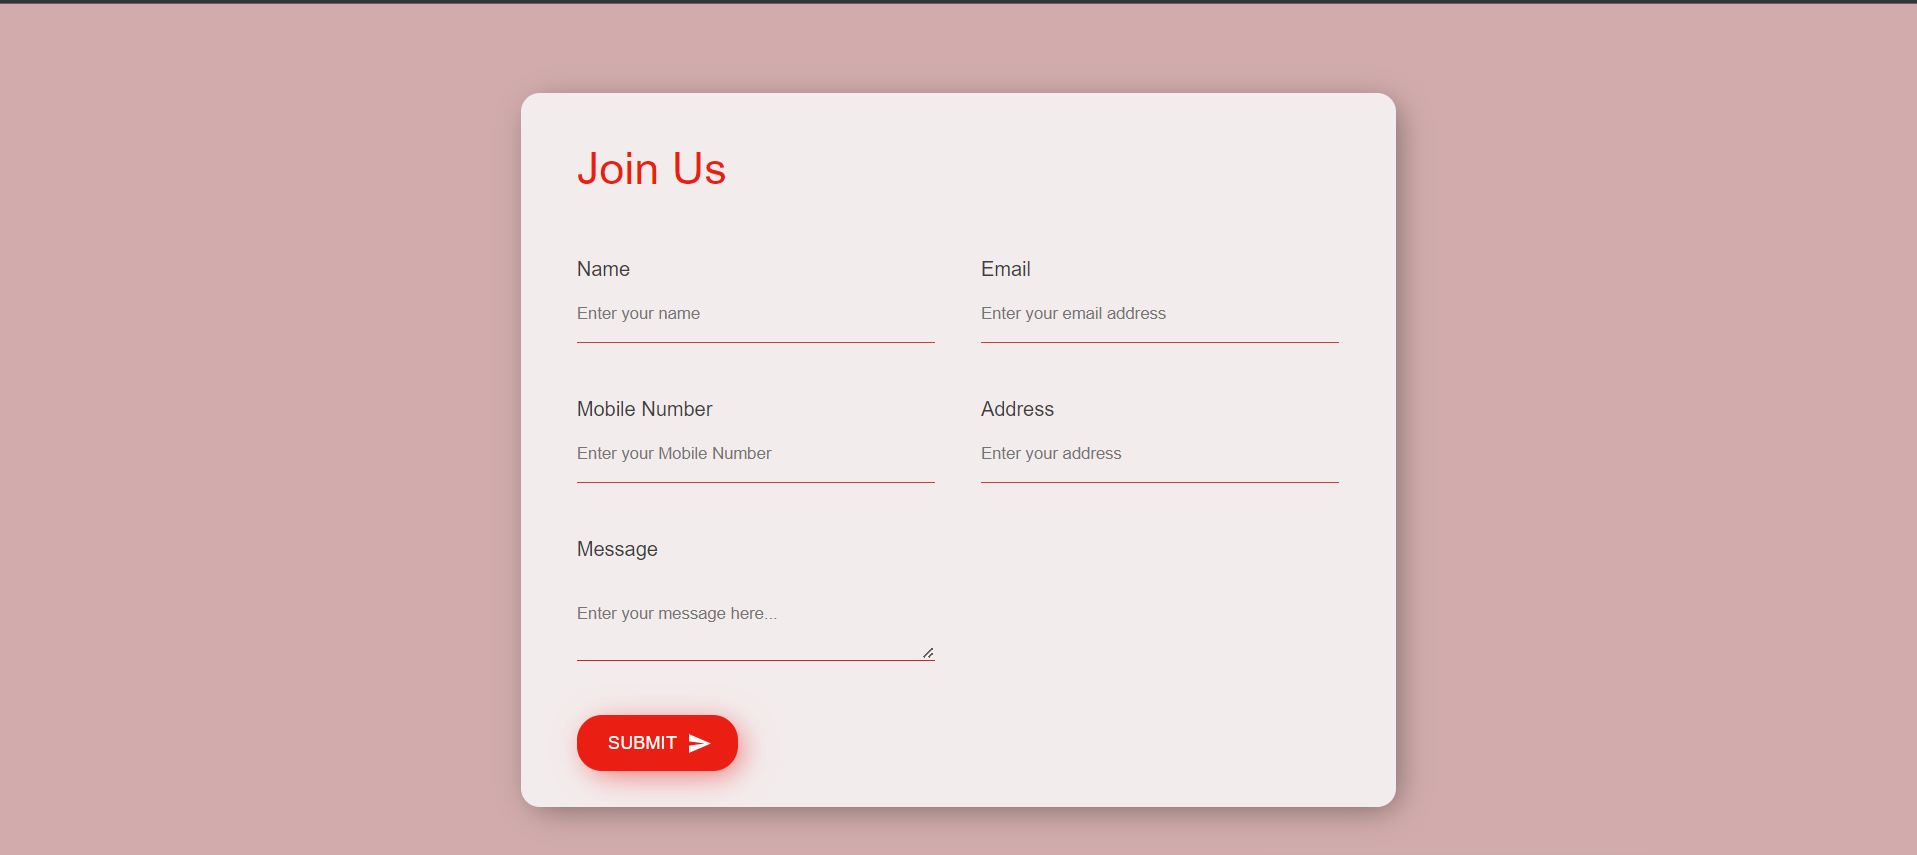 Join Us
Name
Email
Enter your name
Enter your email address
Mobile Number
Address
Enter your Mobile Number
Enter your address
Message
Enter your message here...
SUBMIT